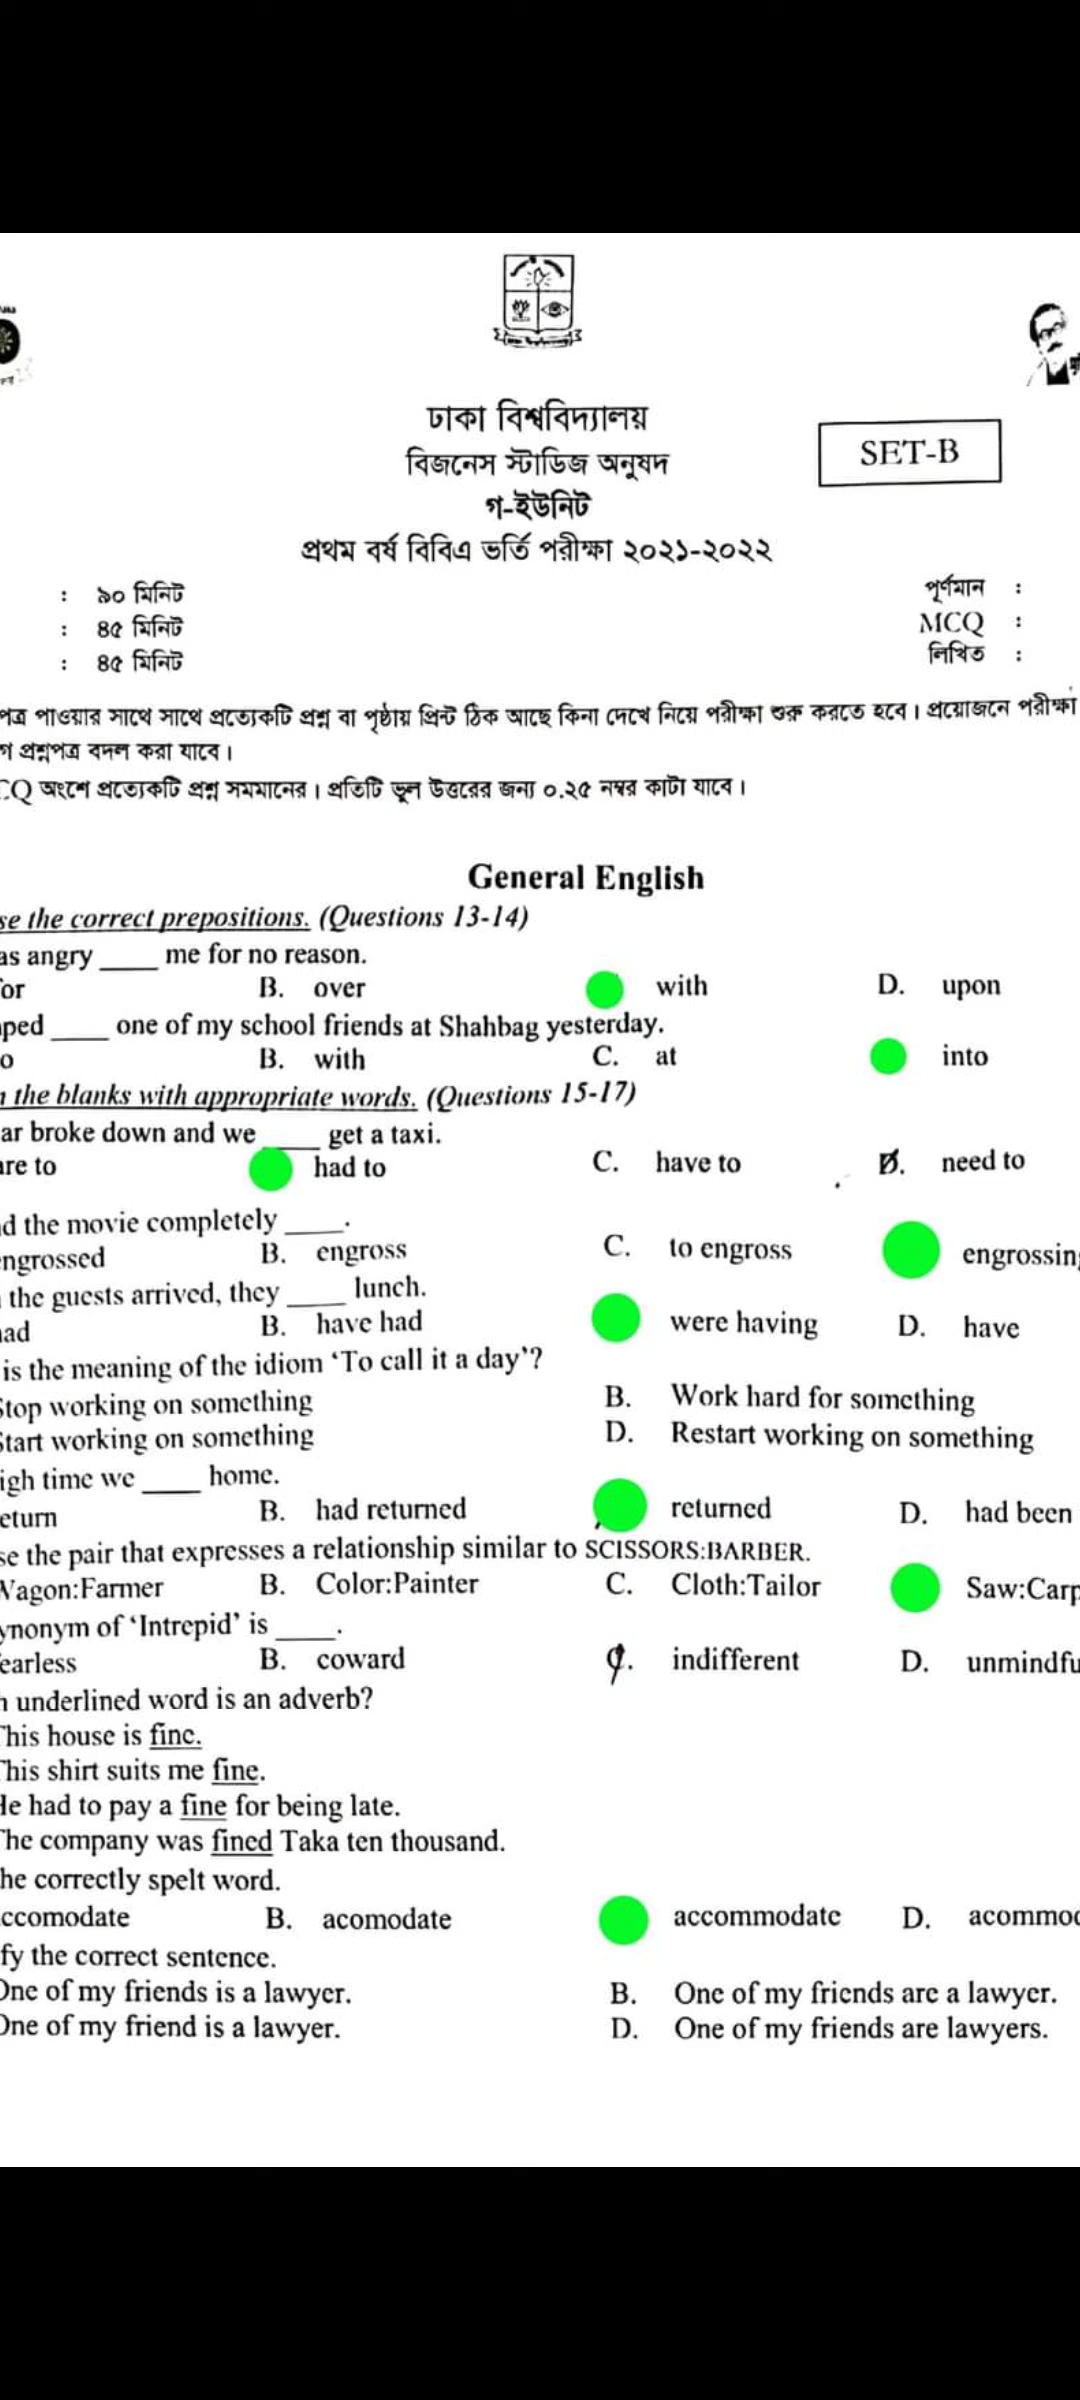 ঢাকা বিশ্ববিদ্যালয়
বিজনেস স্টাডিজ অনুষদ
SET-B
গ-ইউনিট
প্রথম বর্ষ বিবিএ ভর্তি পরীক্ষা ২০২১-২০২২
: ৯০ মিনিট পূর্ণমান :
: ৪৫ মিনিট MCQ :
: ৪৫ মিনিট লিখিত :
পত্র পাওয়ার সাথে সাথে প্রত্যেকটি প্রশ্ন বা পৃষ্ঠায় প্রিন্ট ঠিক আছে কিনা দেখে নিয়ে পরীক্ষা শুরু করতে হবে। প্রয়োজনে পরীক্ষা
প্রশ্নপত্র বদল করা যাবে।
CQ অংশে প্রত্যেকটি প্রশ্ন সমমানের। প্রতিটি ভুল উত্তরের জন্য ০.২৫ নম্বর কাটা যাবে।
General English
se the correct prepositions. (Questions 13-14)
as angry ____ me for no reason.
or B. over with D. upon
ped ____ one of my school friends at Shahbag yesterday.
o B. with C. at into
the blanks with appropriate words. (Questions 15-17)
ar broke down and we ____ get a taxi.
are to had to C. have to D. need to
d the movie completely ____.
engrossed B. engross C. to engross engrossing
the guests arrived, they ____ lunch.
ad B. have had were having D. have
is the meaning of the idiom ‘To call it a day’?
Stop working on something B. Work hard for something
Start working on something D. Restart working on something
igh time we ____ home.
eturn B. had returned returned D. had been
se the pair that expresses a relationship similar to SCISSORS:BARBER.
Wagon:Farmer B. Color:Painter C. Cloth:Tailor Saw:Carp
ynonym of ‘Intrepid’ is ____.
earless B. coward C. indifferent D. unmindfu
h underlined word is an adverb?
This house is fine.
This shirt suits me fine.
He had to pay a fine for being late.
The company was fined Taka ten thousand.
he correctly spelt word.
ccomodate B. acomodate accommodate D. acommod
fy the correct sentence.
One of my friends is a lawyer. B. One of my friends are a lawyer.
One of my friend is a lawyer. D. One of my friends are lawyers.